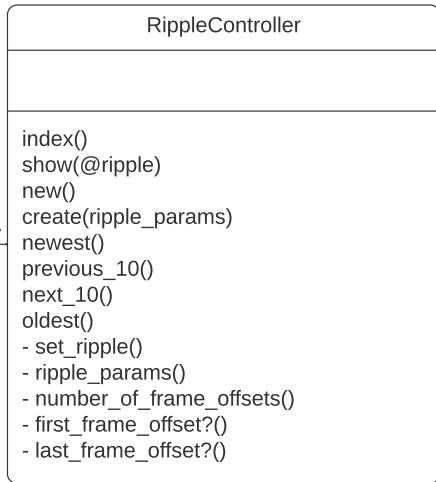 RippleController
index()
show(@ripple)
new()
create(ripple_params)
newest()
previous_10()
next_10()
oldest()
- set_ripple()
- ripple_params()
- number_of_frame_offsets()
- first_frame_offset?()
- last_frame_offset?()